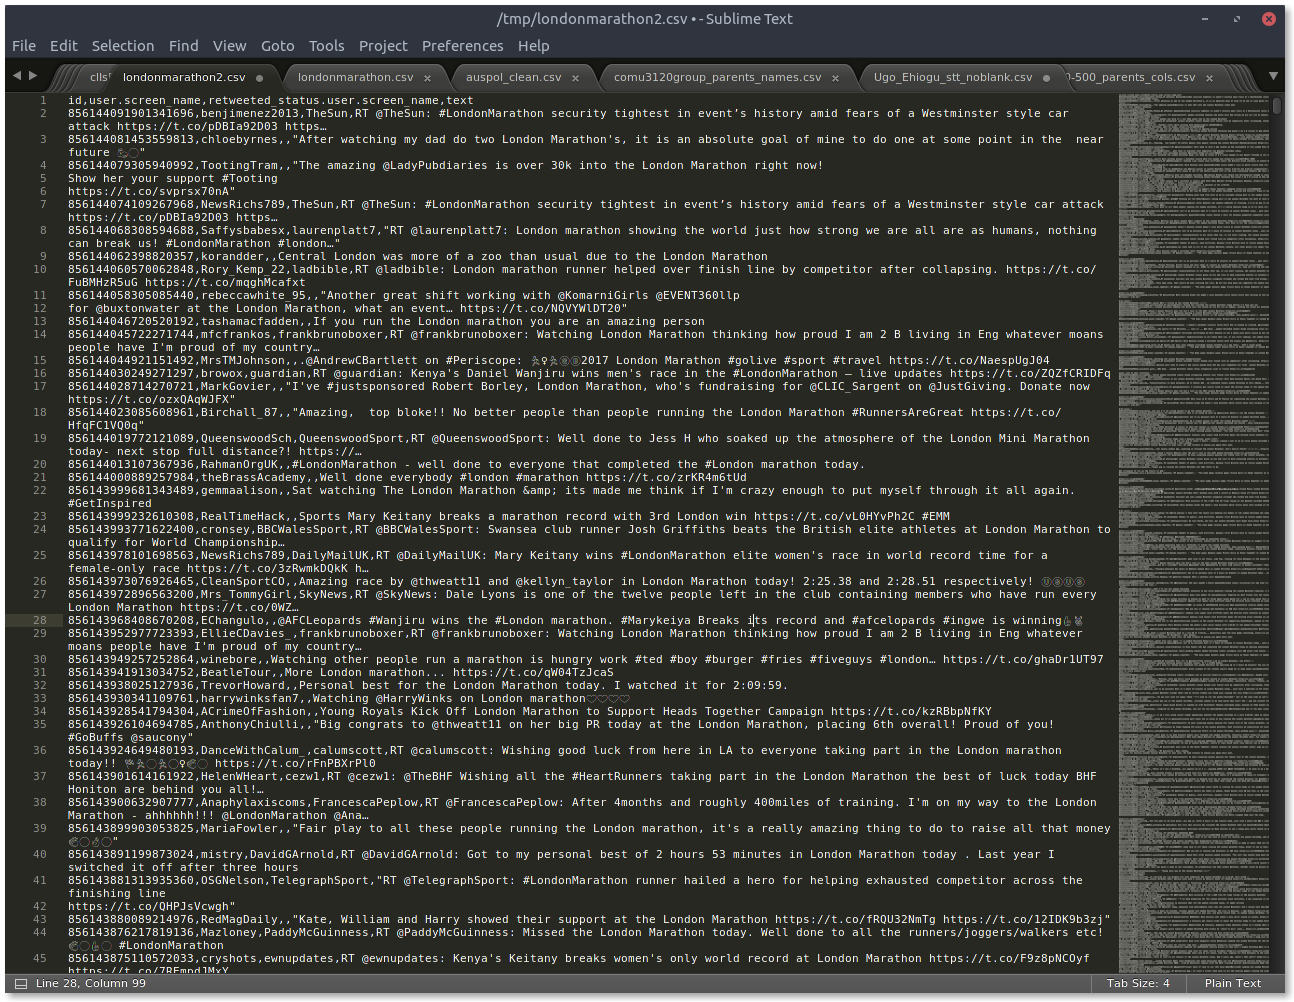 /tmp/londonmarathon2.csv • - Sublime Text
File Edit Selection Find View Goto Tools Project Preferences Help
clls londonmarathon2.csv londonmarathon.csv auspol_clean.csv comu3120group_parents_names.csv Ugo_Ehiogu_stt_noblank.csv 0-500_parents_cols.csv
1 id,user.screen_name,retweeted_status.user.screen_name,text
2 856144091901341696,benjimenez2013,TheSun,RT @TheSun: #LondonMarathon security tightest in event’s history amid fears of a Westminster style car
attack https://t.co/pDBIa92D03 https…
3 856144081453559813,chloebyrnes,,"After watching my dad do two London Marathon's, it is an absolute goal of mine to do one at some point in the  near
future "
4 856144079305940992,TootingTram,,"The amazing @LadyPubdiaries is over 30k into the London Marathon right now!
5 Show her your support #Tooting
6 https://t.co/svprsx70nA"
7 856144074109267968,NewsRichs789,TheSun,RT @TheSun: #LondonMarathon security tightest in event’s history amid fears of a Westminster style car attack
https://t.co/pDBIa92D03 https…
8 856144068308594688,Saffysbabesx,laurenplatt7,"RT @laurenplatt7: London marathon showing the world just how strong we are all are as humans, nothing
can break us! #LondonMarathon #london…"
9 856144062398820357,korandder,,Central London was more of a zoo than usual due to the London Marathon
10 856144060570062848,Rory_Kemp_22,ladbible,RT @ladbible: London marathon runner helped over finish line by competitor after collapsing. https://t.co/
FuBMHzR5uG https://t.co/mqghMcafxt
11 856144058305085440,rebeccawhite_95,,"Another great shift working with @KomarniGirls @EVENT360llp
12 for @buxtonwater at the London Marathon, what an event… https://t.co/NQVYWlDT20"
13 856144046720520192,tashamacfadden,,If you run the London marathon you are an amazing person
14 856144045722271744,mfcfrankos,frankbrunoboxer,RT @frankbrunoboxer: Watching London Marathon thinking how proud I am 2 B living in Eng whatever moans
people have I'm proud of my country…
15 856144044921151492,MrsTMJohnson,,.@AndrewCBartlett on #Periscope: 2017 London Marathon #golive #sport #travel https://t.co/NaespUgJ04
16 856144030249271297,browox,guardian,RT @guardian: Kenya's Daniel Wanjiru wins men's race in the #LondonMarathon – live updates https://t.co/ZQZfCRIDFq
17 856144028714270721,MarkGovier,,"I've #justsponsored Robert Borley, London Marathon, who's fundraising for @CLIC_Sargent on @JustGiving. Donate now
https://t.co/ozxQAqWJFX"
18 856144023085608961,Birchall_87,,"Amazing,  top bloke!! No better people than people running the London Marathon #RunnersAreGreat https://t.co/
HfqFC1VQ0q"
19 856144019772121089,QueenswoodSch,QueenswoodSport,RT @QueenswoodSport: Well done to Jess H who soaked up the atmosphere of the London Mini Marathon
today- next stop full distance?! https://…
20 856144013107367936,RahmanOrgUK,,#LondonMarathon - well done to everyone that completed the #London marathon today.
21 856144000889257984,theBrassAcademy,,Well done everybody #london #marathon https://t.co/zrKR4m6tUd
22 856143999681343489,gemmaalison,,Sat watching The London Marathon &amp; its made me think if I'm crazy enough to put myself through it all again.
#GetInspired
23 856143999232610308,RealTimeHack,,Sports Mary Keitany breaks a marathon record with 3rd London win https://t.co/vL0HYvPh2C #EMM
24 856143993771622400,cronsey,BBCWalesSport,RT @BBCWalesSport: Swansea club runner Josh Griffiths beats the British elite athletes at London Marathon to
qualify for World Championship…
25 856143978101698563,NewsRichs789,DailyMailUK,RT @DailyMailUK: Mary Keitany wins #LondonMarathon elite women's race in world record time for a
female-only race https://t.co/3zRwmkDQkK h…
26 856143973076926465,CleanSportCO,,Amazing race by @thweatt11 and @kellyn_taylor in London Marathon today! 2:25.38 and 2:28.51 respectively!
27 856143972896563200,Mrs_TommyGirl,SkyNews,RT @SkyNews: Dale Lyons is one of the twelve people left in the club containing members who have run every
London Marathon https://t.co/0WZ…
28 856143968408670208,EChangulo,,@AFCLeopards #Wanjiru wins the #London marathon. #Marykeiya Breaks its record and #afcelopards #ingwe is winning
29 856143952977723393,EllieCDavies_,frankbrunoboxer,RT @frankbrunoboxer: Watching London Marathon thinking how proud I am 2 B living in Eng whatever
moans people have I'm proud of my country…
30 856143949257252864,winebore,,Watching other people run a marathon is hungry work #ted #boy #burger #fries #fiveguys #london… https://t.co/ghaDr1UT97
31 856143941913034752,BeatleTour,,More London marathon... https://t.co/qW04TzJcaS
32 856143938025127936,TrevorHoward,,Personal best for the London Marathon today. I watched it for 2:09:59.
33 856143930341109761,harrywinksfan7,,Watching @HarryWinks on London marathon♡♡♡♡
34 856143928541794304,ACrimeOfFashion,,Young Royals Kick Off London Marathon to Support Heads Together Campaign https://t.co/kzRBbpNfKY
35 856143926104694785,AnthonyChiulli,,"Big congrats to @thweatt11 on her big PR today at the London Marathon, placing 6th overall! Proud of you!
#GoBuffs @saucony"
36 856143924649480193,DanceWithCalum_,calumscott,RT @calumscott: Wishing good luck from here in LA to everyone taking part in the London marathon
today!! https://t.co/rFnPBXrPl0
37 856143901614161922,HelenWHeart,cezw1,RT @cezw1: @TheBHF Wishing all the #HeartRunners taking part in the London Marathon the best of luck today BHF
Honiton are behind you all!…
38 856143900632907777,Anaphylaxiscoms,FrancescaPeplow,RT @FrancescaPeplow: After 4months and roughly 400miles of training. I'm on my way to the London
Marathon - ahhhhhh!!! @LondonMarathon @Ana…
39 856143899903053825,MariaFowler,,"Fair play to all these people running the London marathon, it's a really amazing thing to do to raise all that money
"
40 856143891199873024,mistry,DavidGArnold,RT @DavidGArnold: Got to my personal best of 2 hours 53 minutes in London Marathon today . Last year I
switched it off after three hours
41 856143881313935360,OSGNelson,TelegraphSport,"RT @TelegraphSport: #LondonMarathon runner hailed a hero for helping exhausted competitor across the
finishing line
42 https://t.co/QHPJsVcwgh"
43 856143880089214976,RedMagDaily,,"Kate, William and Harry showed their support at the London Marathon https://t.co/fRQU32NmTg https://t.co/12IDK9b3zj"
44 856143876217819136,Mazloney,PaddyMcGuinness,RT @PaddyMcGuinness: Missed the London Marathon today. Well done to all the runners/joggers/walkers etc!
#LondonMarathon
45 856143875110572033,cryshots,ewnupdates,RT @ewnupdates: Kenya's Keitany breaks women's only world record at London Marathon https://t.co/F9z8pNCOyf
https://t.co/7REmpdJMxY
Line 28, Column 99 Tab Size: 4 Plain Text